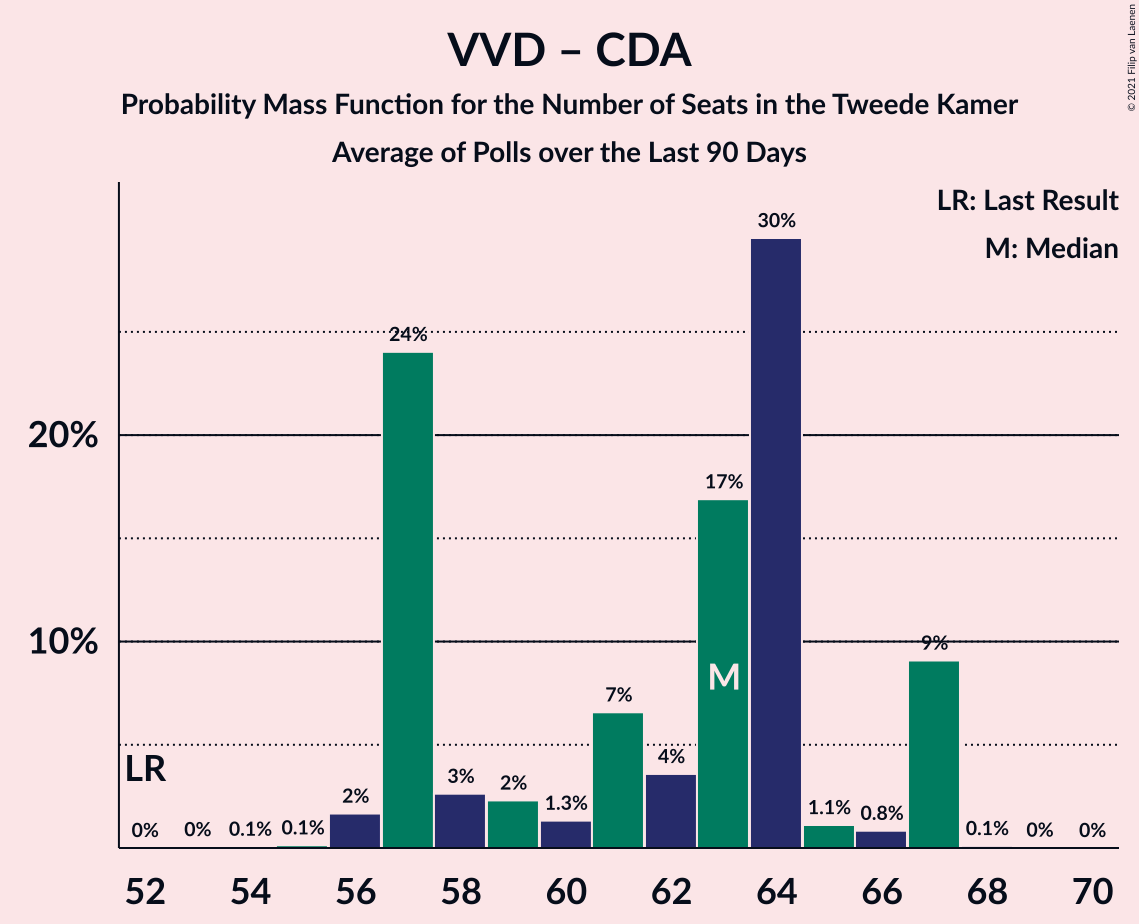 VVD – CDA
Probability Mass Function for the Number of Seats in the Tweede Kamer
Average of Polls over the Last 90 Days
© 2021 Filip van Laenen
LR: Last Result
M: Median
30%
24%
20%
17%
10%
9%
M
7%
LR
4%
3%
2%
2%
1.3%
1.1%
0.8%
0%
0%
0.1%
0.1%
0.1%
0%
0%
52 54 56 58 60 62 64 66 68 70